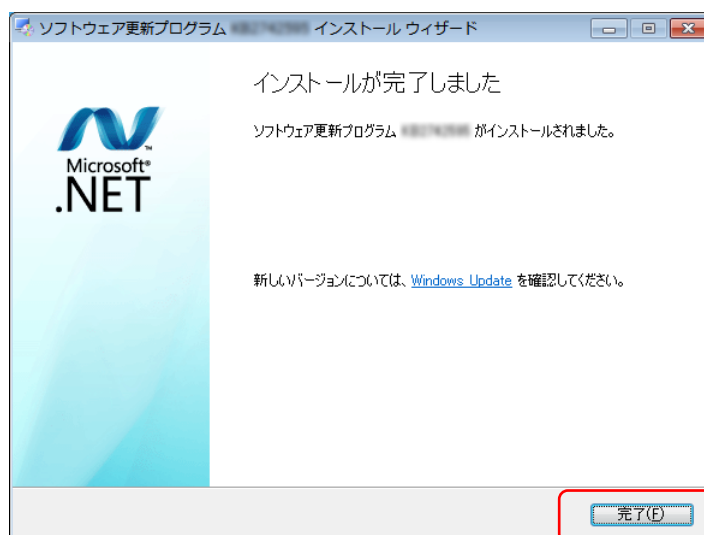 ソフトウェア更新プログラム インストール ウィザード
インストールが完了しました
ソフトウェア更新プログラム がインストールされました。
Microsoft®
.NET
新しいバージョンについては、Windows Update を確認してください。
完了(F)